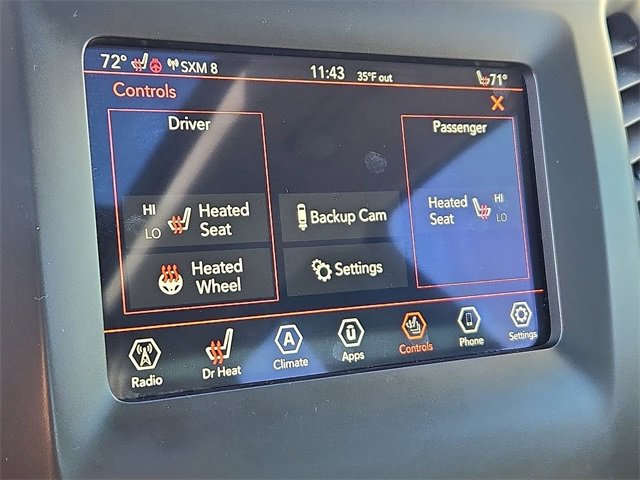 72° SXM 8 11:43 35°F out 71°
Controls X
Driver
HI
LO
Heated
Seat
Heated
Wheel
Backup Cam
Settings
Passenger
Heated
Seat
HI
LO
Radio Dr Heat A Climate Apps Controls Phone Settings